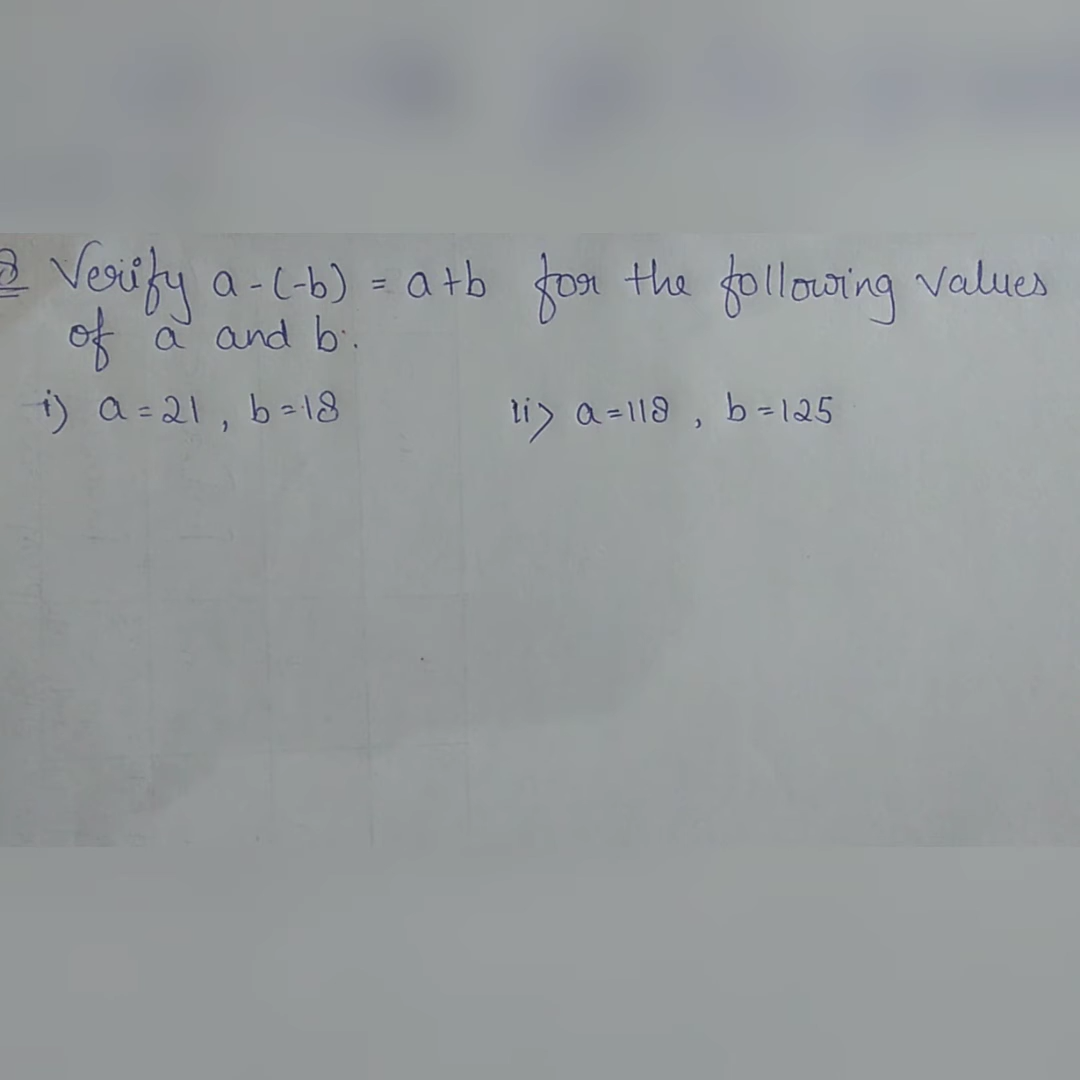 Q Verify a-(-b) = a+b for the following values
of a and b.
i) a=21, b=18 ii> a=118, b=125